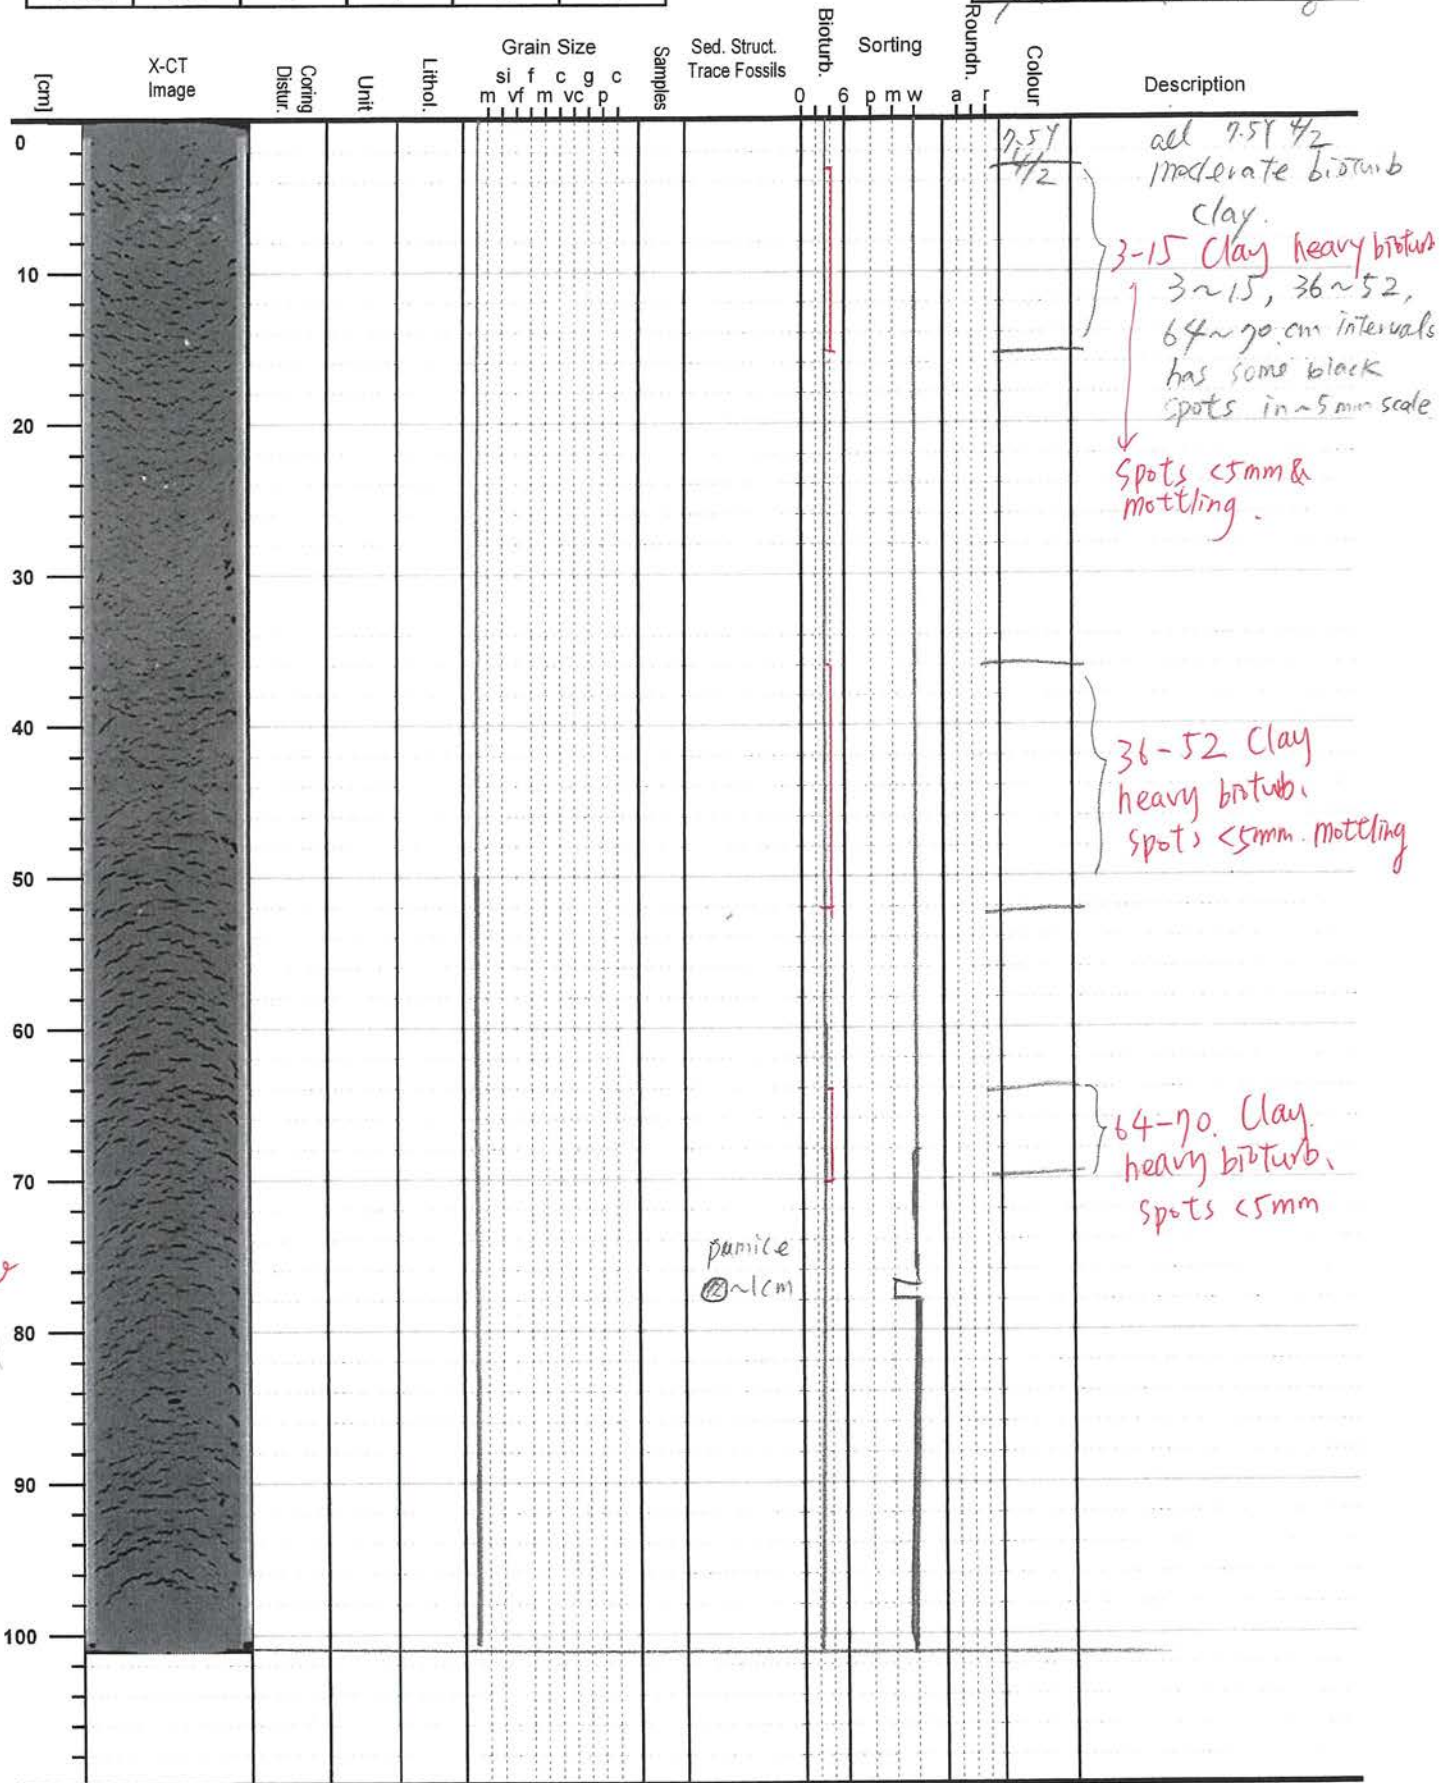 [cm]
X-CT
Image
Coring
Distur.
Unit
Lithol.
Grain Size
si f c g c
m vf m vc p
Samples
Sed. Struct.
Trace Fossils
Bioturb.
0 6
Sorting
p m w
Roundn.
a r
Colour
Description
0
10
20
30
40
50
60
70
80
90
100
7.5Y
4/2
all 7.5Y 4/2
moderate bioturb
clay.
3-15 Clay heavy bioturb
3~15, 36~52,
64~70.cm intervals
has some black
spots in ~5mm scale
Spots <5mm &
mottling.
36-52 Clay
heavy bioturb.
Spots <5mm. mottling
64-70. Clay
heavy bioturb.
Spots <5mm
pumice
~1cm